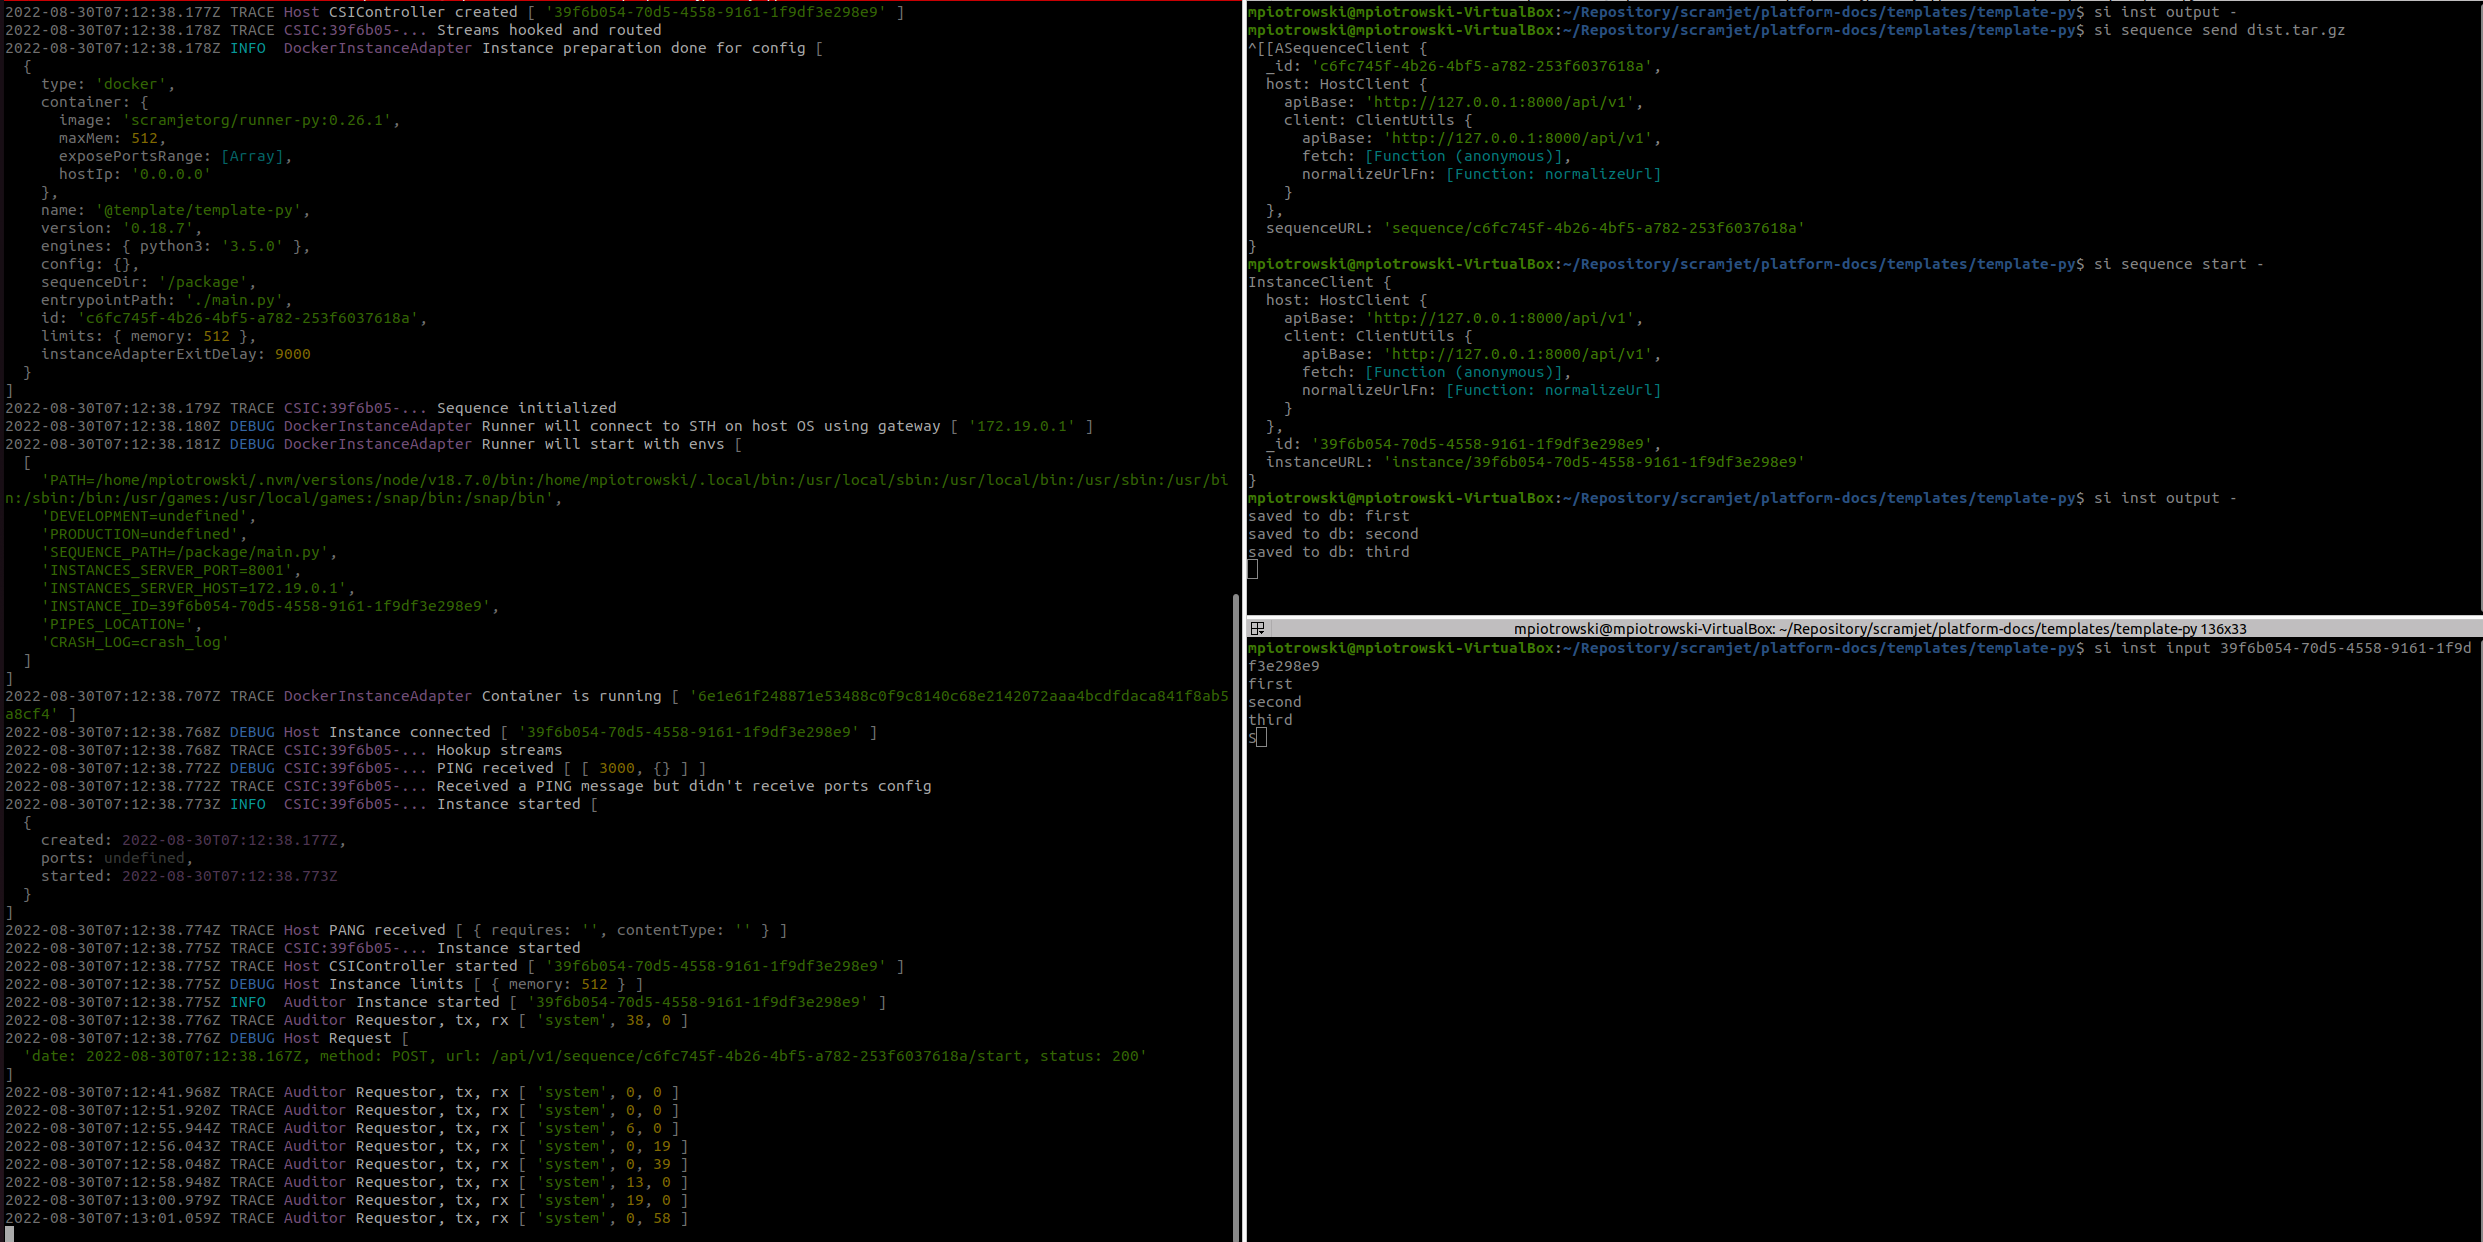 2022-08-30T07:12:38.177Z TRACE Host CSIController created [ '39f6b054-70d5-4558-9161-1f9df3e298e9' ]
2022-08-30T07:12:38.178Z TRACE CSIC:39f6b05-... Streams hooked and routed
2022-08-30T07:12:38.178Z INFO  DockerInstanceAdapter Instance preparation done for config [
  {
    type: 'docker',
    container: {
      image: 'scramjetorg/runner-py:0.26.1',
      maxMem: 512,
      exposePortsRange: [Array],
      hostIp: '0.0.0.0'
    },
    name: '@template/template-py',
    version: '0.18.7',
    engines: { python3: '3.5.0' },
    config: {},
    sequenceDir: '/package',
    entrypointPath: './main.py',
    id: 'c6fc745f-4b26-4bf5-a782-253f6037618a',
    limits: { memory: 512 },
    instanceAdapterExitDelay: 9000
  }
]
2022-08-30T07:12:38.179Z TRACE CSIC:39f6b05-... Sequence initialized
2022-08-30T07:12:38.180Z DEBUG DockerInstanceAdapter Runner will connect to STH on host OS using gateway [ '172.19.0.1' ]
2022-08-30T07:12:38.181Z DEBUG DockerInstanceAdapter Runner will start with envs [
  [
    'PATH=/home/mpiotrowski/.nvm/versions/node/v18.7.0/bin:/home/mpiotrowski/.local/bin:/usr/local/sbin:/usr/local/bin:/usr/sbin:/usr/bi
n:/sbin:/bin:/usr/games:/usr/local/games:/snap/bin:/snap/bin',
    'DEVELOPMENT=undefined',
    'PRODUCTION=undefined',
    'SEQUENCE_PATH=/package/main.py',
    'INSTANCES_SERVER_PORT=8001',
    'INSTANCES_SERVER_HOST=172.19.0.1',
    'INSTANCE_ID=39f6b054-70d5-4558-9161-1f9df3e298e9',
    'PIPES_LOCATION=',
    'CRASH_LOG=crash_log'
  ]
]
2022-08-30T07:12:38.707Z TRACE DockerInstanceAdapter Container is running [ '6e1e61f248871e53488c0f9c8140c68e2142072aaa4bcdfdaca841f8ab5
a8cf4' ]
2022-08-30T07:12:38.768Z DEBUG Host Instance connected [ '39f6b054-70d5-4558-9161-1f9df3e298e9' ]
2022-08-30T07:12:38.768Z TRACE CSIC:39f6b05-... Hookup streams
2022-08-30T07:12:38.772Z DEBUG CSIC:39f6b05-... PING received [ [ 3000, {} ] ]
2022-08-30T07:12:38.772Z TRACE CSIC:39f6b05-... Received a PING message but didn't receive ports config
2022-08-30T07:12:38.773Z INFO  CSIC:39f6b05-... Instance started [
  {
    created: 2022-08-30T07:12:38.177Z,
    ports: undefined,
    started: 2022-08-30T07:12:38.773Z
  }
]
2022-08-30T07:12:38.774Z TRACE Host PANG received [ { requires: '', contentType: '' } ]
2022-08-30T07:12:38.775Z TRACE CSIC:39f6b05-... Instance started
2022-08-30T07:12:38.775Z TRACE Host CSIController started [ '39f6b054-70d5-4558-9161-1f9df3e298e9' ]
2022-08-30T07:12:38.775Z DEBUG Host Instance limits [ { memory: 512 } ]
2022-08-30T07:12:38.775Z INFO  Auditor Instance started [ '39f6b054-70d5-4558-9161-1f9df3e298e9' ]
2022-08-30T07:12:38.776Z TRACE Auditor Requestor, tx, rx [ 'system', 38, 0 ]
2022-08-30T07:12:38.776Z DEBUG Host Request [
  'date: 2022-08-30T07:12:38.167Z, method: POST, url: /api/v1/sequence/c6fc745f-4b26-4bf5-a782-253f6037618a/start, status: 200'
]
2022-08-30T07:12:41.968Z TRACE Auditor Requestor, tx, rx [ 'system', 0, 0 ]
2022-08-30T07:12:51.920Z TRACE Auditor Requestor, tx, rx [ 'system', 0, 0 ]
2022-08-30T07:12:55.944Z TRACE Auditor Requestor, tx, rx [ 'system', 6, 0 ]
2022-08-30T07:12:56.043Z TRACE Auditor Requestor, tx, rx [ 'system', 0, 19 ]
2022-08-30T07:12:58.048Z TRACE Auditor Requestor, tx, rx [ 'system', 0, 39 ]
2022-08-30T07:12:58.948Z TRACE Auditor Requestor, tx, rx [ 'system', 13, 0 ]
2022-08-30T07:13:00.979Z TRACE Auditor Requestor, tx, rx [ 'system', 19, 0 ]
2022-08-30T07:13:01.059Z TRACE Auditor Requestor, tx, rx [ 'system', 0, 58 ]
mpiotrowski@mpiotrowski-VirtualBox:~/Repository/scramjet/platform-docs/templates/template-py$ si inst output -
mpiotrowski@mpiotrowski-VirtualBox:~/Repository/scramjet/platform-docs/templates/template-py$ si sequence send dist.tar.gz
^[[ASequenceClient {
  _id: 'c6fc745f-4b26-4bf5-a782-253f6037618a',
  host: HostClient {
    apiBase: 'http://127.0.0.1:8000/api/v1',
    client: ClientUtils {
      apiBase: 'http://127.0.0.1:8000/api/v1',
      fetch: [Function (anonymous)],
      normalizeUrlFn: [Function: normalizeUrl]
    }
  },
  sequenceURL: 'sequence/c6fc745f-4b26-4bf5-a782-253f6037618a'
}
mpiotrowski@mpiotrowski-VirtualBox:~/Repository/scramjet/platform-docs/templates/template-py$ si sequence start -
InstanceClient {
  host: HostClient {
    apiBase: 'http://127.0.0.1:8000/api/v1',
    client: ClientUtils {
      apiBase: 'http://127.0.0.1:8000/api/v1',
      fetch: [Function (anonymous)],
      normalizeUrlFn: [Function: normalizeUrl]
    }
  },
  _id: '39f6b054-70d5-4558-9161-1f9df3e298e9',
  instanceURL: 'instance/39f6b054-70d5-4558-9161-1f9df3e298e9'
}
mpiotrowski@mpiotrowski-VirtualBox:~/Repository/scramjet/platform-docs/templates/template-py$ si inst output -
saved to db: first
saved to db: second
saved to db: third
mpiotrowski@mpiotrowski-VirtualBox: ~/Repository/scramjet/platform-docs/templates/template-py 136x33
mpiotrowski@mpiotrowski-VirtualBox:~/Repository/scramjet/platform-docs/templates/template-py$ si inst input 39f6b054-70d5-4558-9161-1f9d
f3e298e9
first
second
third
S